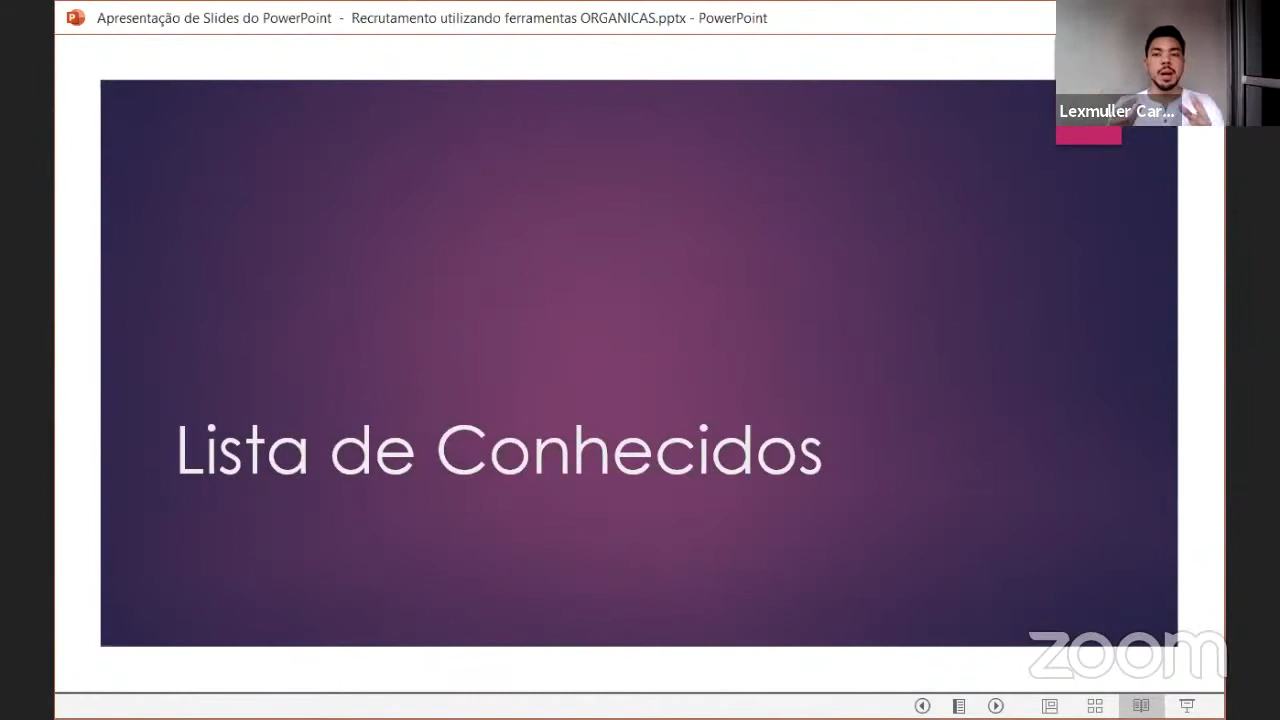 Apresentação de Slides do PowerPoint - Recrutamento utilizando ferramentas ORGANICAS.pptx - PowerPoint
Lexmuller Car...
Lista de Conhecidos
zoom